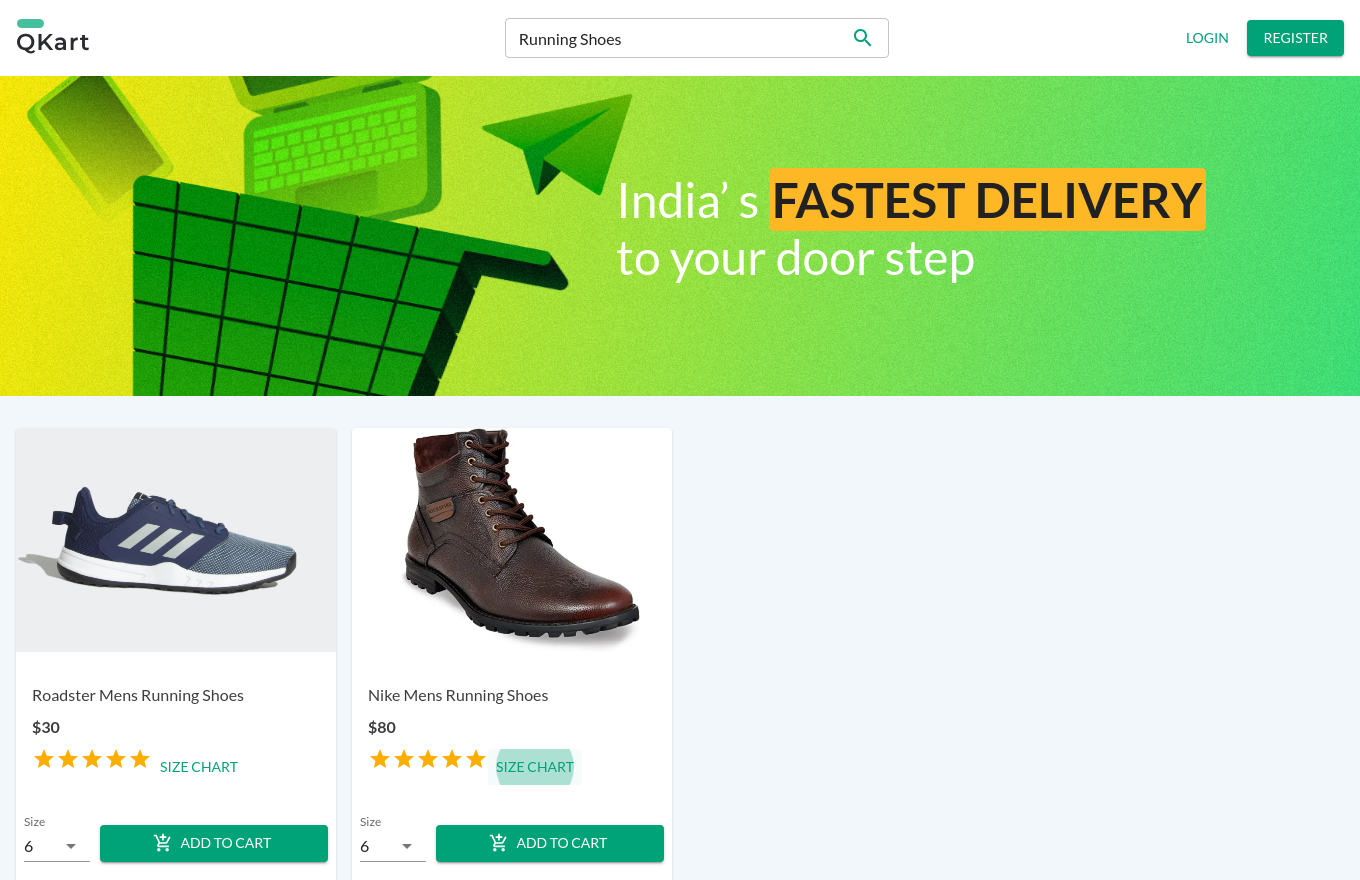 QKart
Running Shoes
LOGIN
REGISTER
India’ s FASTEST DELIVERY
to your door step
Roadster Mens Running Shoes
$30
SIZE CHART
Size
6
ADD TO CART
Nike Mens Running Shoes
$80
SIZE CHART
Size
6
ADD TO CART